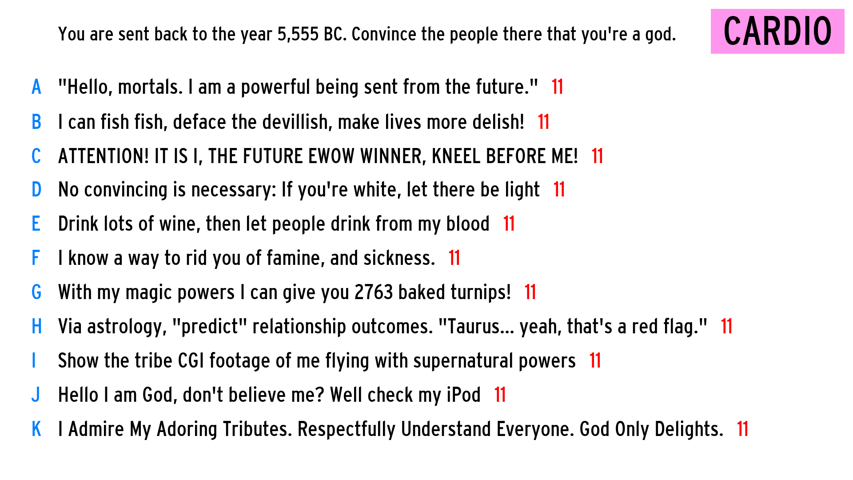 You are sent back to the year 5,555 BC. Convince the people there that you're a god. CARDIO
A "Hello, mortals. I am a powerful being sent from the future." 11
B I can fish fish, deface the devillish, make lives more delish! 11
C ATTENTION! IT IS I, THE FUTURE EWOW WINNER, KNEEL BEFORE ME! 11
D No convincing is necessary: If you're white, let there be light 11
E Drink lots of wine, then let people drink from my blood 11
F I know a way to rid you of famine, and sickness. 11
G With my magic powers I can give you 2763 baked turnips! 11
H Via astrology, "predict" relationship outcomes. "Taurus... yeah, that's a red flag." 11
I Show the tribe CGI footage of me flying with supernatural powers 11
J Hello I am God, don't believe me? Well check my iPod 11
K I Admire My Adoring Tributes. Respectfully Understand Everyone. God Only Delights. 11